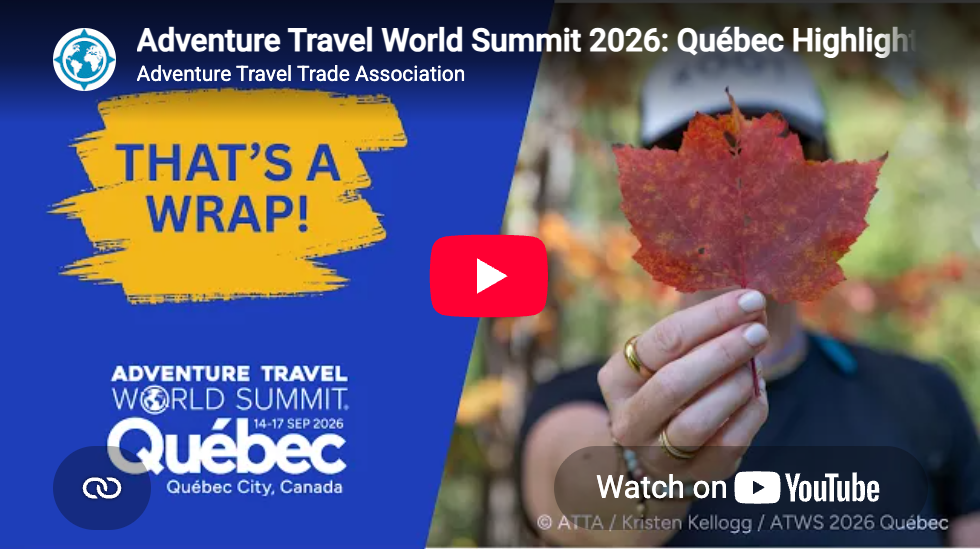 Adventure Travel World Summit 2026: Québec Highlight
Adventure Travel Trade Association
THAT'S A
WRAP!
ADVENTURE TRAVEL
WORLD SUMMIT®
14-17 SEP 2026
Québec
Québec City, Canada
Watch on YouTube
© ATTA / Kristen Kellogg / ATWS 2026 Québec